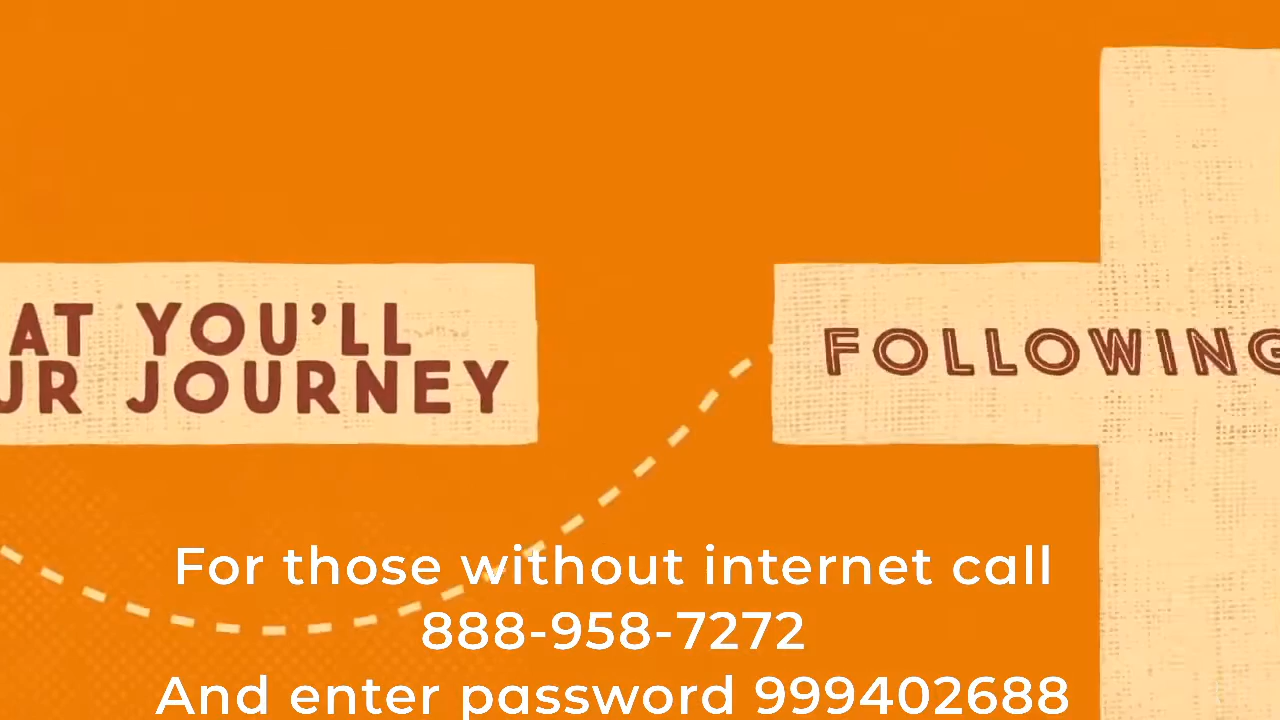 AT YOU'LL
UR JOURNEY
FOLLOWING
For those without internet call
888-958-7272
And enter password 999402688